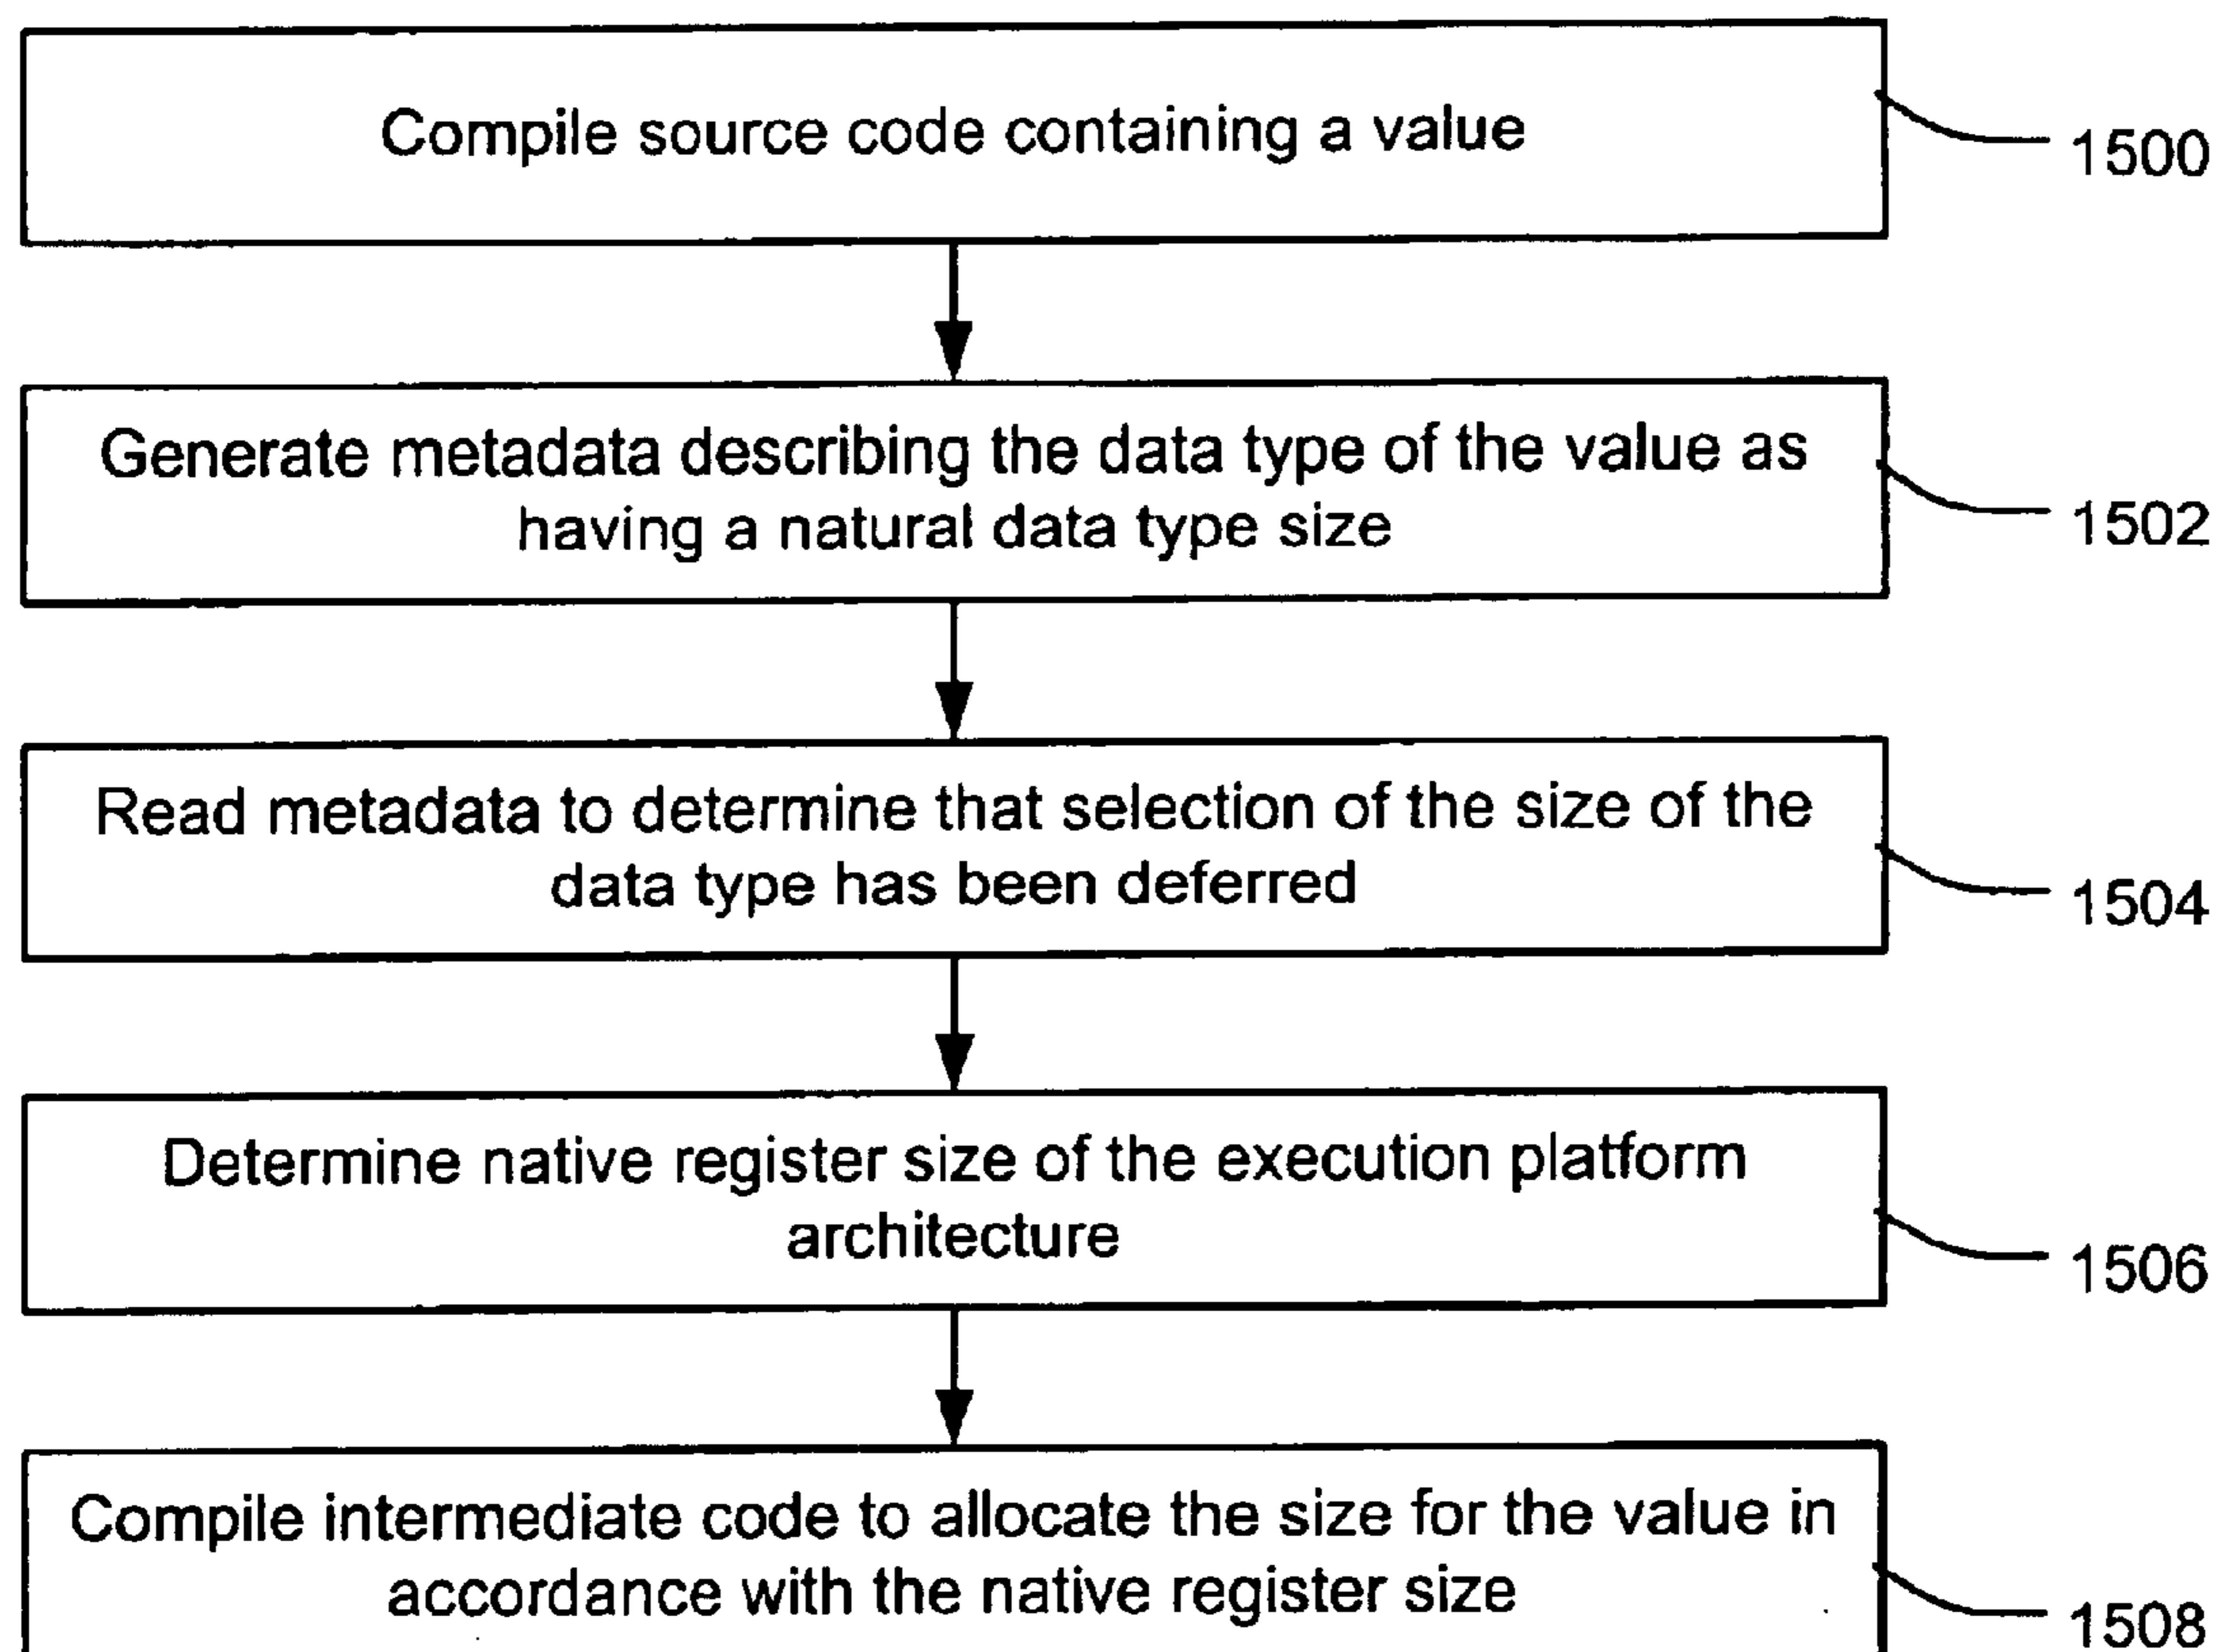 Compile source code containing a value
1500
Generate metadata describing the data type of the value as
having a natural data type size
1502
Read metadata to determine that selection of the size of the
data type has been deferred
1504
Determine native register size of the execution platform
architecture
1506
Compile intermediate code to allocate the size for the value in
accordance with the native register size
1508